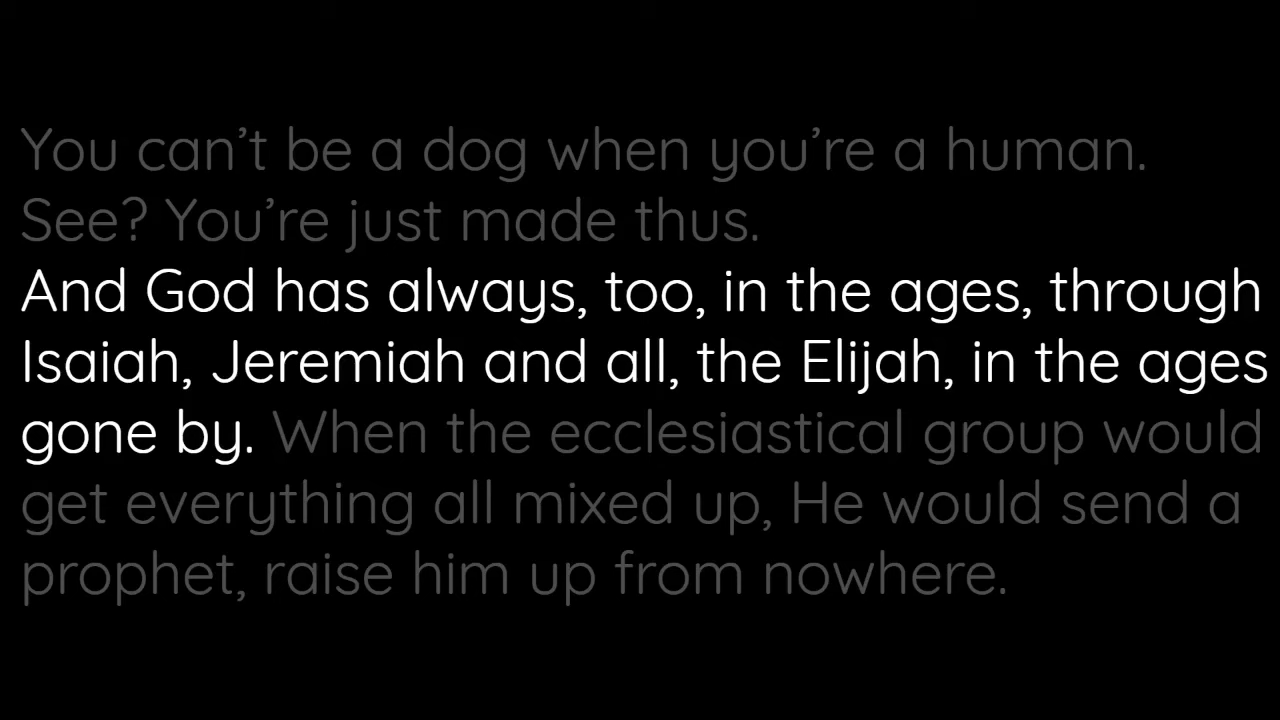 You can’t be a dog when you’re a human.
See? You’re just made thus.
And God has always, too, in the ages, through
Isaiah, Jeremiah and all, the Elijah, in the ages
gone by. When the ecclesiastical group would
get everything all mixed up, He would send a
prophet, raise him up from nowhere.